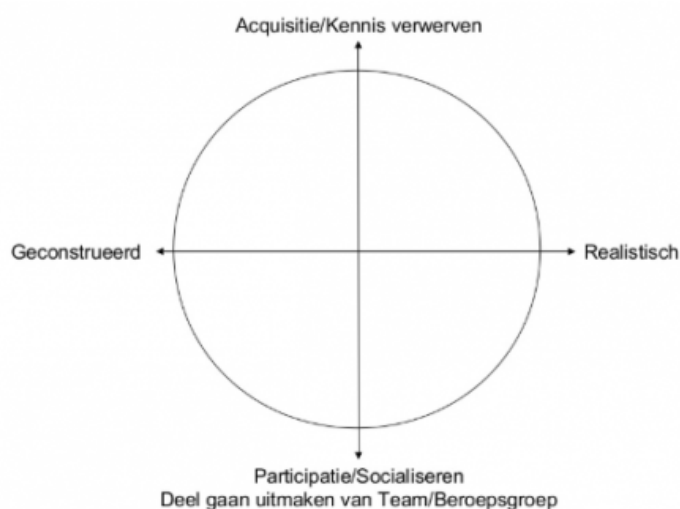 Acquisitie/Kennis verwerven
Geconstrueerd
Realistisch
Participatie/Socialiseren
Deel gaan uitmaken van Team/Beroepsgroep